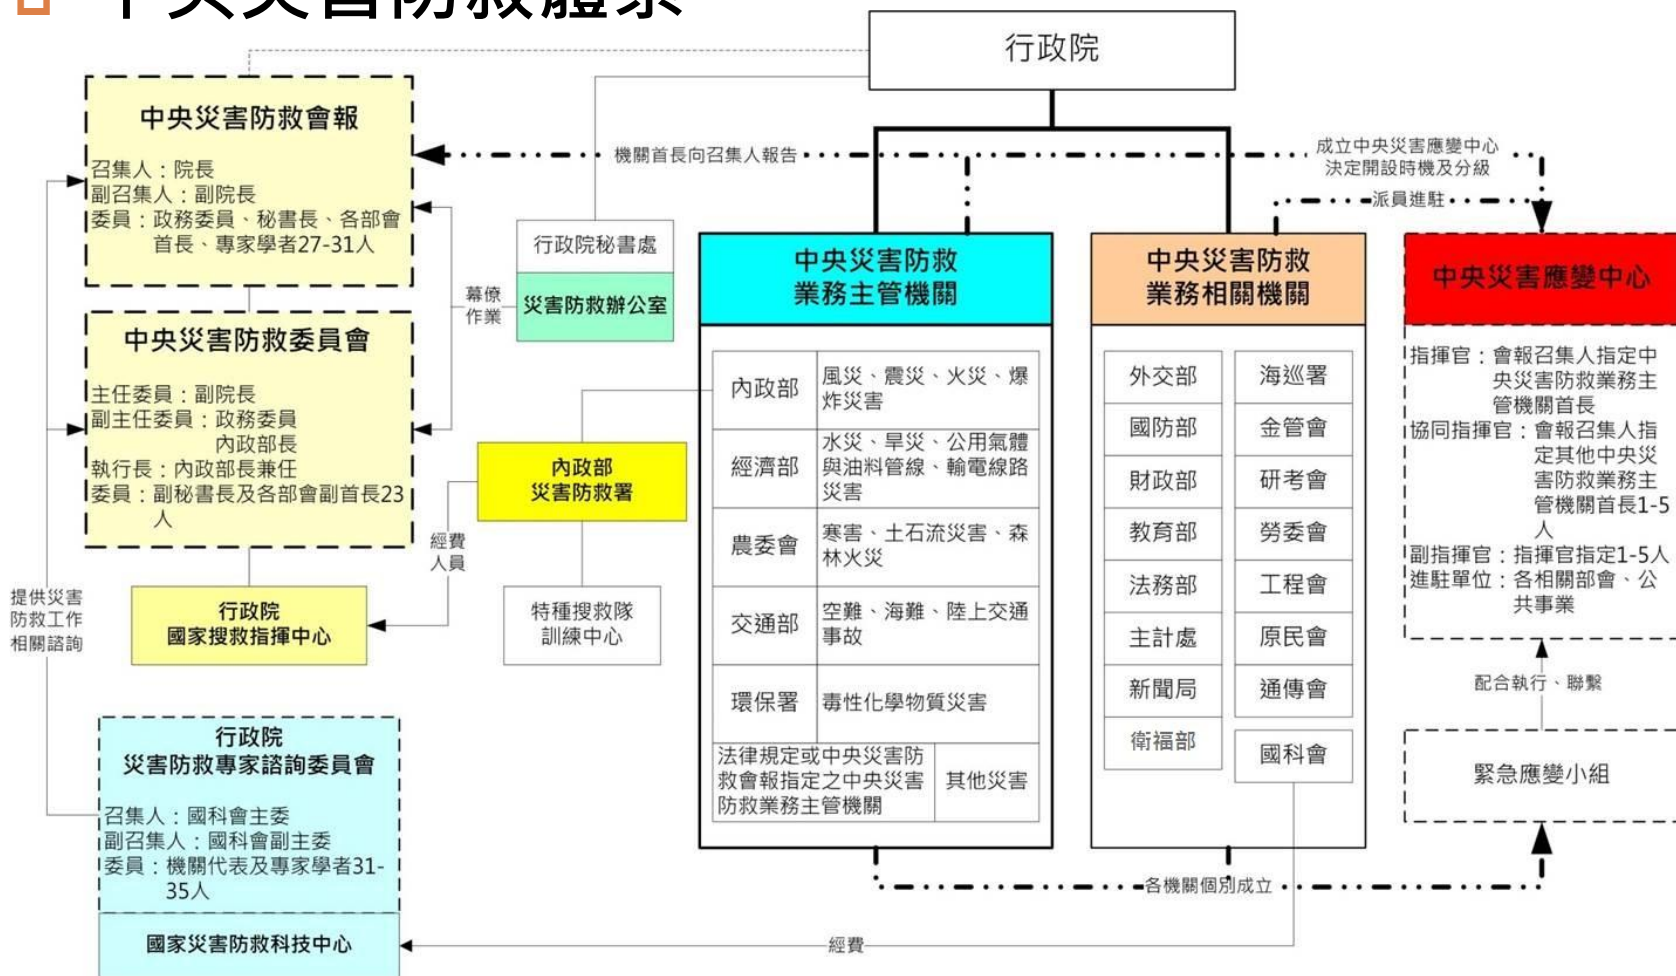 中央災害防救體系
行政院
中央災害防救會報
召集人：院長
副召集人：副院長
委員：政務委員、秘書長、各部會
首長、專家學者27-31人
機關首長向召集人報告
成立中央災害應變中心
決定開設時機及分級
派員進駐
行政院秘書處
災害防救辦公室
幕僚
作業
中央災害防救委員會
主任委員：副院長
副主任委員：政務委員
內政部長
執行長：內政部長兼任
委員：副秘書長及各部會副首長23
人
內政部
災害防救署
經費
人員
行政院
國家搜救指揮中心
特種搜救隊
訓練中心
提供災害
防救工作
相關諮詢
行政院
災害防救專家諮詢委員會
召集人：國科會主委
副召集人：國科會副主委
委員：機關代表及專家學者31-
35人
國家災害防救科技中心
中央災害防救
業務主管機關
內政部
風災、震災、火災、爆
炸災害
經濟部
水災、旱災、公用氣體
與油料管線、輸電線路
災害
農委會
寒害、土石流災害、森
林火災
交通部
空難、海難、陸上交通
事故
環保署
毒性化學物質災害
法律規定或中央災害防
救會報指定之中央災害
防救業務主管機關
其他災害
中央災害防救
業務相關機關
外交部
海巡署
國防部
金管會
財政部
研考會
教育部
勞委會
法務部
工程會
主計處
原民會
新聞局
通傳會
衛福部
國科會
中央災害應變中心
指揮官：會報召集人指定中
央災害防救業務主
管機關首長
協同指揮官：會報召集人指
定其他中央災
害防救業務主
管機關首長1-5
人
副指揮官：指揮官指定1-5人
進駐單位：各相關部會、公
共事業
配合執行、聯繫
緊急應變小組
各機關個別成立
經費